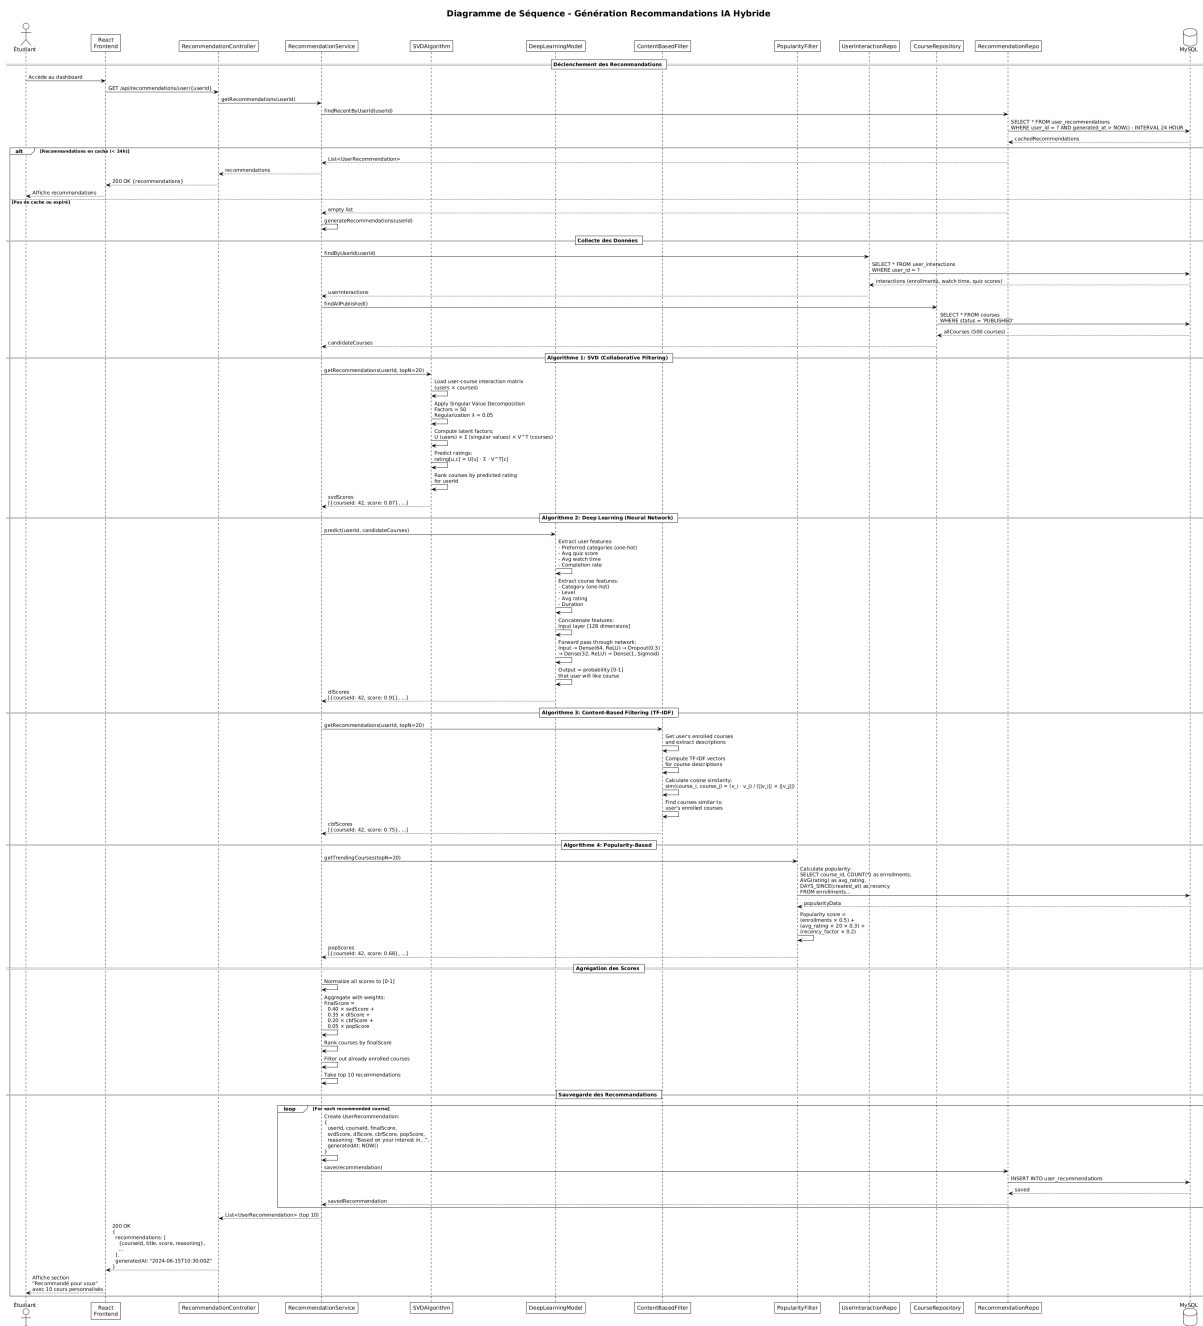 Diagramme de Séquence - Génération Recommandations IA Hybride
Étudiant
React
Frontend
RecommendationController
RecommendationService
SVDAlgorithm
DeepLearningModel
ContentBasedFilter
PopularityFilter
UserInteractionRepo
CourseRepository
RecommendationRepo
MySQL
Déclenchement des Recommandations
Accède au dashboard
GET /api/recommendations/user/{userId}
getRecommendations(userId)
findRecentByUserId(userId)
SELECT * FROM user_recommendations
WHERE user_id = ? AND generated_at > NOW() - INTERVAL 24 HOUR
cachedRecommendations
alt
[Recommandations en cache (< 24h)]
List<UserRecommendation>
recommendations
200 OK {recommendations}
Affiche recommandations
[Pas de cache ou expiré]
empty list
generateRecommendations(userId)
Collecte des Données
findByUserId(userId)
SELECT * FROM user_interactions
WHERE user_id = ?
interactions (enrollments, watch time, quiz scores)
userInteractions
findAllPublished()
SELECT * FROM courses
WHERE status = 'PUBLISHED'
allCourses (500 courses)
candidateCourses
Algorithme 1: SVD (Collaborative Filtering)
getRecommendations(userId, topN=20)
Load user-course interaction matrix
(users × courses)
Apply Singular Value Decomposition
Factors = 50
Regularization λ = 0.05
Compute latent factors:
U (users) × Σ (singular values) × V^T (courses)
Predict ratings:
rating[u,c] = U[u] · Σ · V^T[c]
Rank courses by predicted rating
for userId
svdScores
[{courseId: 42, score: 0.87}, ...]
Algorithme 2: Deep Learning (Neural Network)
predict(userId, candidateCourses)
Extract user features:
- Preferred categories (one-hot)
- Avg quiz score
- Avg watch time
- Completion rate
Extract course features:
- Category (one-hot)
- Level
- Avg rating
- Duration
Concatenate features:
Input layer [128 dimensions]
Forward pass through network:
Input → Dense(64, ReLU) → Dropout(0.3)
→ Dense(32, ReLU) → Dense(1, Sigmoid)
Output = probability [0-1]
that user will like course
dlScores
[{courseId: 42, score: 0.91}, ...]
Algorithme 3: Content-Based Filtering (TF-IDF)
getRecommendations(userId, topN=20)
Get user's enrolled courses
and extract descriptions
Compute TF-IDF vectors
for course descriptions
Calculate cosine similarity:
sim(course_i, course_j) = (v_i · v_j) / (||v_i|| × ||v_j||)
Find courses similar to
user's enrolled courses
cbfScores
[{courseId: 42, score: 0.75}, ...]
Algorithme 4: Popularity-Based
getTrendingCourses(topN=20)
Calculate popularity:
SELECT course_id, COUNT(*) as enrollments,
AVG(rating) as avg_rating,
DAYS_SINCE(created_at) as recency
FROM enrollments...
popularityData
Popularity score =
(enrollments × 0.5) +
(avg_rating × 20 × 0.3) +
(recency_factor × 0.2)
popScores
[{courseId: 42, score: 0.68}, ...]
Agrégation des Scores
Normalize all scores to [0-1]
Aggregate with weights:
finalScore =
0.40 × svdScore +
0.35 × dlScore +
0.20 × cbfScore +
0.05 × popScore
Rank courses by finalScore
Filter out already enrolled courses
Take top 10 recommendations
Sauvegarde des Recommandations
loop
[For each recommended course]
Create UserRecommendation:
{
userId, courseId, finalScore,
svdScore, dlScore, cbfScore, popScore,
reasoning: "Based on your interest in...",
generatedAt: NOW()
}
save(recommendation)
INSERT INTO user_recommendations
saved
savedRecommendation
List<UserRecommendation> (top 10)
200 OK
{
recommendations: [
{courseId, title, score, reasoning},
...
],
generatedAt: "2024-06-15T10:30:00Z"
}
Affiche section
"Recommandé pour vous"
avec 10 cours personnalisés
Étudiant
React
Frontend
RecommendationController
RecommendationService
SVDAlgorithm
DeepLearningModel
ContentBasedFilter
PopularityFilter
UserInteractionRepo
CourseRepository
RecommendationRepo
MySQL